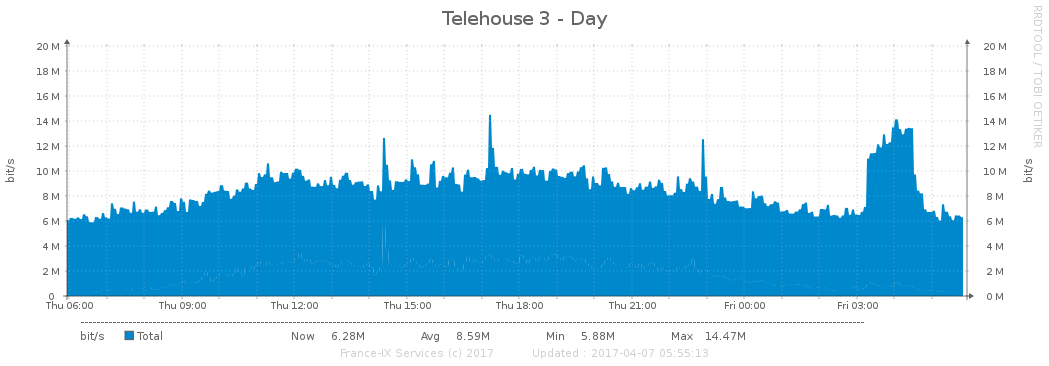 Telehouse 3 - Day
RRDTOOL / TOBI OETIKER
bit/s
20 M 20 M
18 M 18 M
16 M 16 M
14 M 14 M
12 M 12 M
10 M 10 M
8 M 8 M
6 M 6 M
4 M 4 M
2 M 2 M
0 0 M
bit/s
Thu 06:00 Thu 09:00 Thu 12:00 Thu 15:00 Thu 18:00 Thu 21:00 Fri 00:00 Fri 03:00
bit/s Total Now 6.28M Avg 8.59M Min 5.88M Max 14.47M
France-IX Services (c) 2017 Updated : 2017-04-07 05:55:13